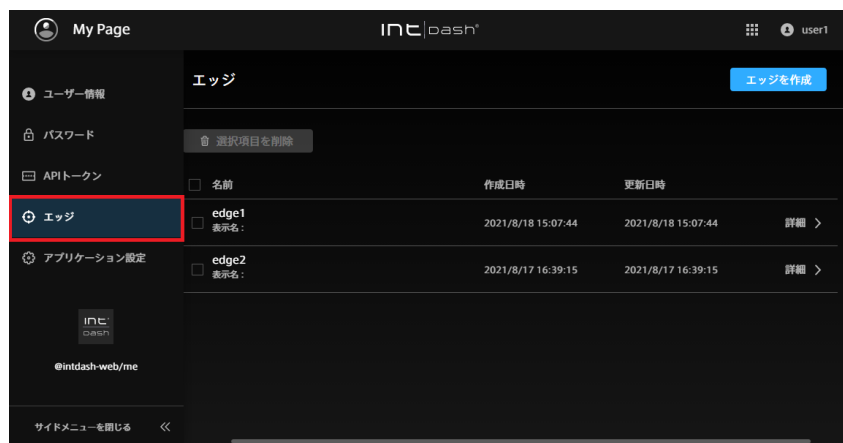 My Page
intdash
user1
ユーザー情報
パスワード
APIトークン
エッジ
アプリケーション設定
int
dash
@intdash-web/me
サイドメニューを閉じる
エッジ
エッジを作成
選択項目を削除
名前 作成日時 更新日時
edge1
表示名：
2021/8/18 15:07:44 2021/8/18 15:07:44 詳細
edge2
表示名：
2021/8/17 16:39:15 2021/8/17 16:39:15 詳細